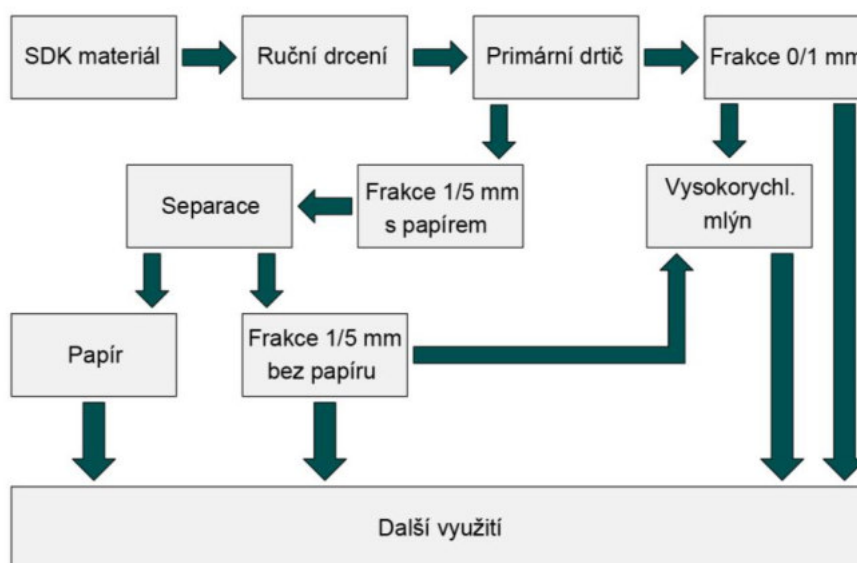 SDK materiál
Ruční drcení
Primární drtič
Frakce 0/1 mm
Separace
Frakce 1/5 mm
s papírem
Vysokorychl.
mlýn
Papír
Frakce 1/5 mm
bez papíru
Další využití